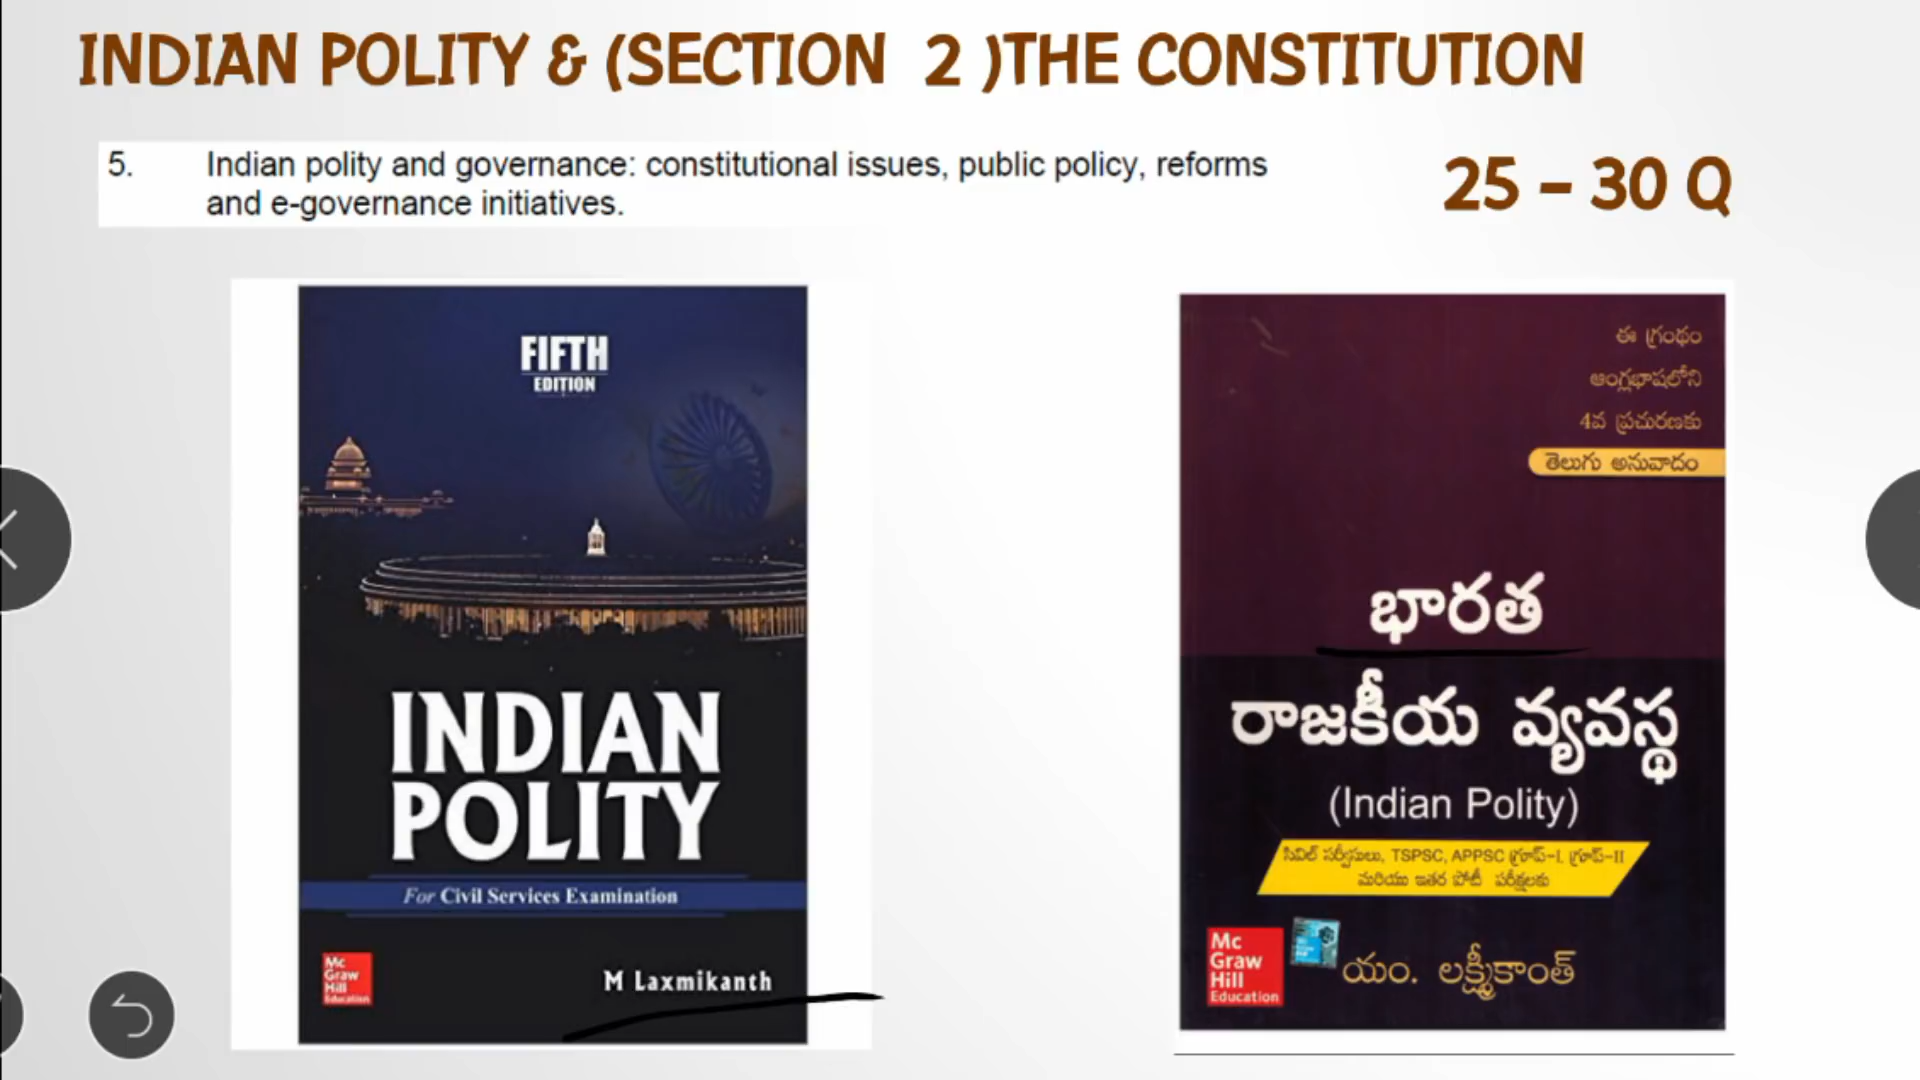 INDIAN POLITY & (SECTION 2 )THE CONSTITUTION
5. Indian polity and governance: constitutional issues, public policy, reforms
and e-governance initiatives.
25 – 30 Q
FIFTH
EDITION
INDIAN
POLITY
For Civil Services Examination
Mc
Graw
Hill
Education
M Laxmikanth
ఈ గ్రంథం
ఆంగ్లభాషలోని
4వ ప్రచురణకు
తెలుగు అనువాదం
భారత
రాజకీయ వ్యవస్థ
(Indian Polity)
సివిల్ సర్వీసులు, TSPSC, APPSC గ్రూప్-I, గ్రూప్-II
మరియు ఇతర పోటీ పరీక్షలకు
Mc
Graw
Hill
Education
యం. లక్ష్మీకాంత్